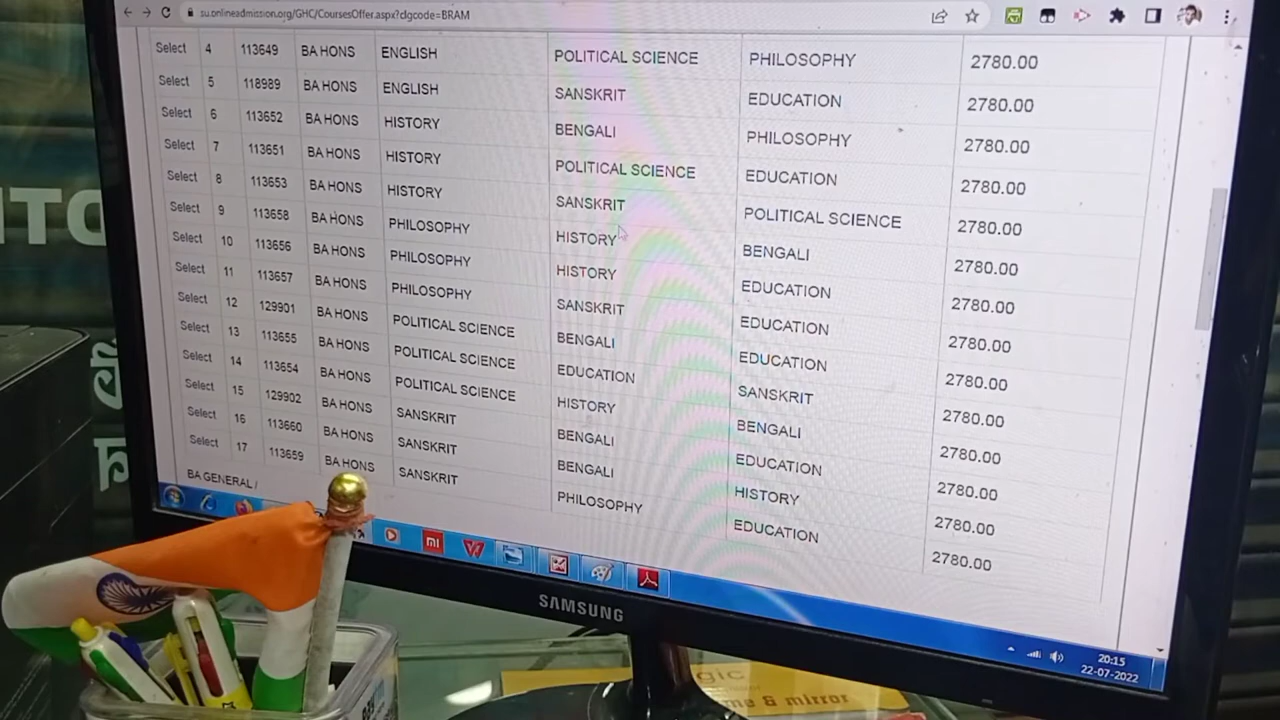 su.onlineadmission.org/GHC/CoursesOffer.aspx?clgcode=BRAM
Select 4 113649 BA HONS ENGLISH POLITICAL SCIENCE PHILOSOPHY 2780.00
Select 5 118989 BA HONS ENGLISH SANSKRIT EDUCATION 2780.00
Select 6 113652 BA HONS HISTORY BENGALI PHILOSOPHY 2780.00
Select 7 113651 BA HONS HISTORY POLITICAL SCIENCE EDUCATION 2780.00
Select 8 113653 BA HONS HISTORY SANSKRIT POLITICAL SCIENCE 2780.00
Select 9 113658 BA HONS PHILOSOPHY HISTORY BENGALI 2780.00
Select 10 113656 BA HONS PHILOSOPHY HISTORY EDUCATION 2780.00
Select 11 113657 BA HONS PHILOSOPHY SANSKRIT EDUCATION 2780.00
Select 12 129901 BA HONS POLITICAL SCIENCE BENGALI EDUCATION 2780.00
Select 13 113655 BA HONS POLITICAL SCIENCE EDUCATION SANSKRIT 2780.00
Select 14 113654 BA HONS POLITICAL SCIENCE HISTORY BENGALI 2780.00
Select 15 129902 BA HONS SANSKRIT BENGALI EDUCATION 2780.00
Select 16 113660 BA HONS SANSKRIT BENGALI HISTORY 2780.00
Select 17 113659 BA HONS SANSKRIT PHILOSOPHY EDUCATION 2780.00
BA GENERAL /
mi
20:15
22-07-2022
SAMSUNG
gic
me & mirror